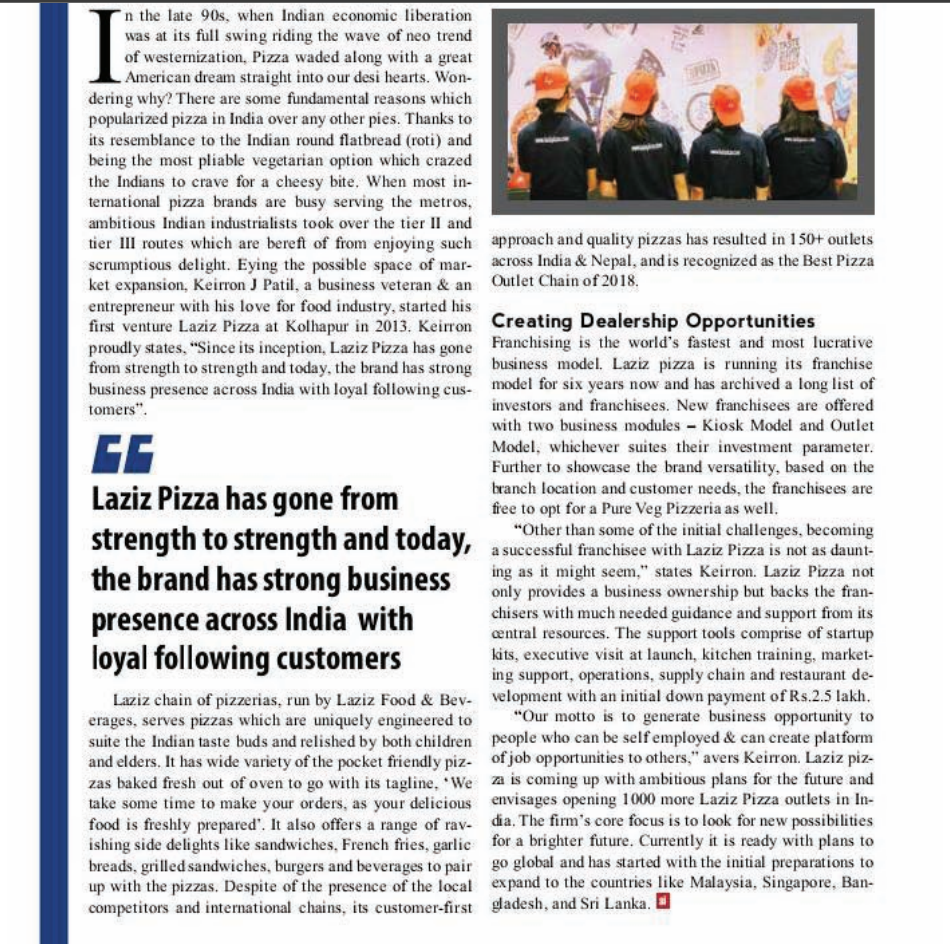 In the late 90s, when Indian economic liberation
was at its full swing riding the wave of neo trend
of westernization, Pizza waded along with a great
American dream straight into our desi hearts. Won-
dering why? There are some fundamental reasons which
popularized pizza in India over any other pies. Thanks to
its resemblance to the Indian round flatbread (roti) and
being the most pliable vegetarian option which crazed
the Indians to crave for a cheesy bite. When most in-
ternational pizza brands are busy serving the metros,
ambitious Indian industrialists took over the tier II and
tier III routes which are bereft of from enjoying such
scrumptious delight. Eying the possible space of mar-
ket expansion, Keirron J Patil, a business veteran & an
entrepreneur with his love for food industry, started his
first venture Laziz Pizza at Kolhapur in 2013. Keirron
proudly states, “Since its inception, Laziz Pizza has gone
from strength to strength and today, the brand has strong
business presence across India with loyal following cus-
tomers”.
“
Laziz Pizza has gone from
strength to strength and today,
the brand has strong business
presence across India with
loyal following customers
Laziz chain of pizzerias, run by Laziz Food & Bev-
erages, serves pizzas which are uniquely engineered to
suite the Indian taste buds and relished by both children
and elders. It has wide variety of the pocket friendly piz-
zas baked fresh out of oven to go with its tagline, ‘We
take some time to make your orders, as your delicious
food is freshly prepared’. It also offers a range of rav-
ishing side delights like sandwiches, French fries, garlic
breads, grilled sandwiches, burgers and beverages to pair
up with the pizzas. Despite of the presence of the local
competitors and international chains, its customer-first
approach and quality pizzas has resulted in 150+ outlets
across India & Nepal, and is recognized as the Best Pizza
Outlet Chain of 2018.
Creating Dealership Opportunities
Franchising is the world’s fastest and most lucrative
business model. Laziz pizza is running its franchise
model for six years now and has archived a long list of
investors and franchisees. New franchisees are offered
with two business modules – Kiosk Model and Outlet
Model, whichever suites their investment parameter.
Further to showcase the brand versatility, based on the
branch location and customer needs, the franchisees are
free to opt for a Pure Veg Pizzeria as well.
“Other than some of the initial challenges, becoming
a successful franchisee with Laziz Pizza is not as daunt-
ing as it might seem,” states Keirron. Laziz Pizza not
only provides a business ownership but backs the fran-
chisers with much needed guidance and support from its
central resources. The support tools comprise of startup
kits, executive visit at launch, kitchen training, market-
ing support, operations, supply chain and restaurant de-
velopment with an initial down payment of Rs.2.5 lakh.
“Our motto is to generate business opportunity to
people who can be self employed & can create platform
of job opportunities to others,” avers Keirron. Laziz piz-
za is coming up with ambitious plans for the future and
envisages opening 1000 more Laziz Pizza outlets in In-
dia. The firm’s core focus is to look for new possibilities
for a brighter future. Currently it is ready with plans to
go global and has started with the initial preparations to
expand to the countries like Malaysia, Singapore, Ban-
gladesh, and Sri Lanka.